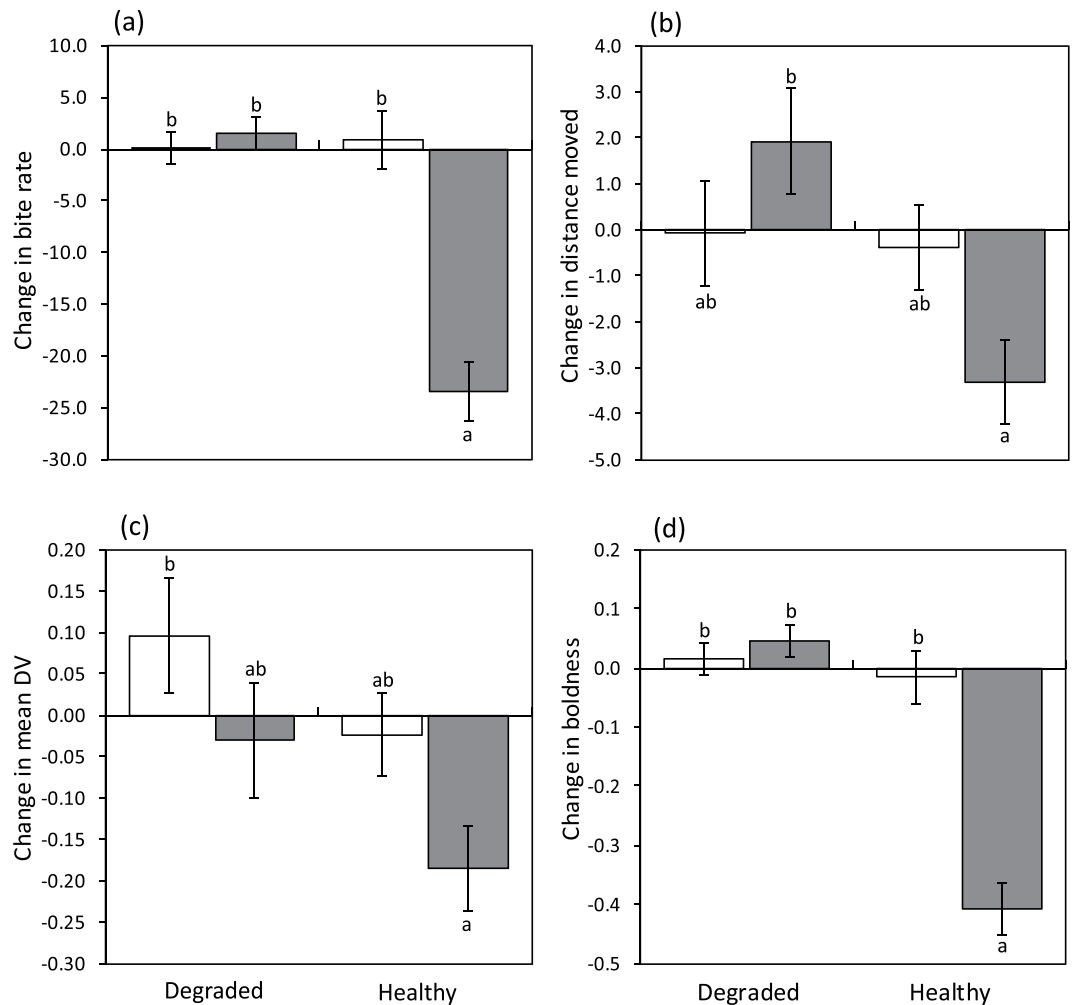 (a)
10.0
5.0
0.0
-5.0
-10.0
-15.0
-20.0
-25.0
-30.0
Change in bite rate
b
b
b
a
(b)
4.0
3.0
2.0
1.0
0.0
-1.0
-2.0
-3.0
-4.0
-5.0
Change in distance moved
ab
b
ab
a
(c)
0.20
0.15
0.10
0.05
0.00
-0.05
-0.10
-0.15
-0.20
-0.25
-0.30
Change in mean DV
b
ab
ab
a
Degraded Healthy
(d)
0.2
0.1
0.0
-0.1
-0.2
-0.3
-0.4
-0.5
Change in boldness
b
b
b
a
Degraded Healthy